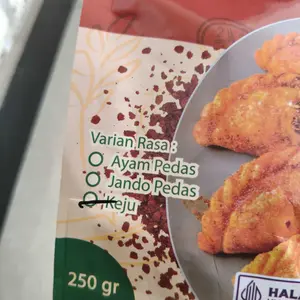 Varian Rasa :
Ayam Pedas
Jando Pedas
Keju
250 gr
HAL